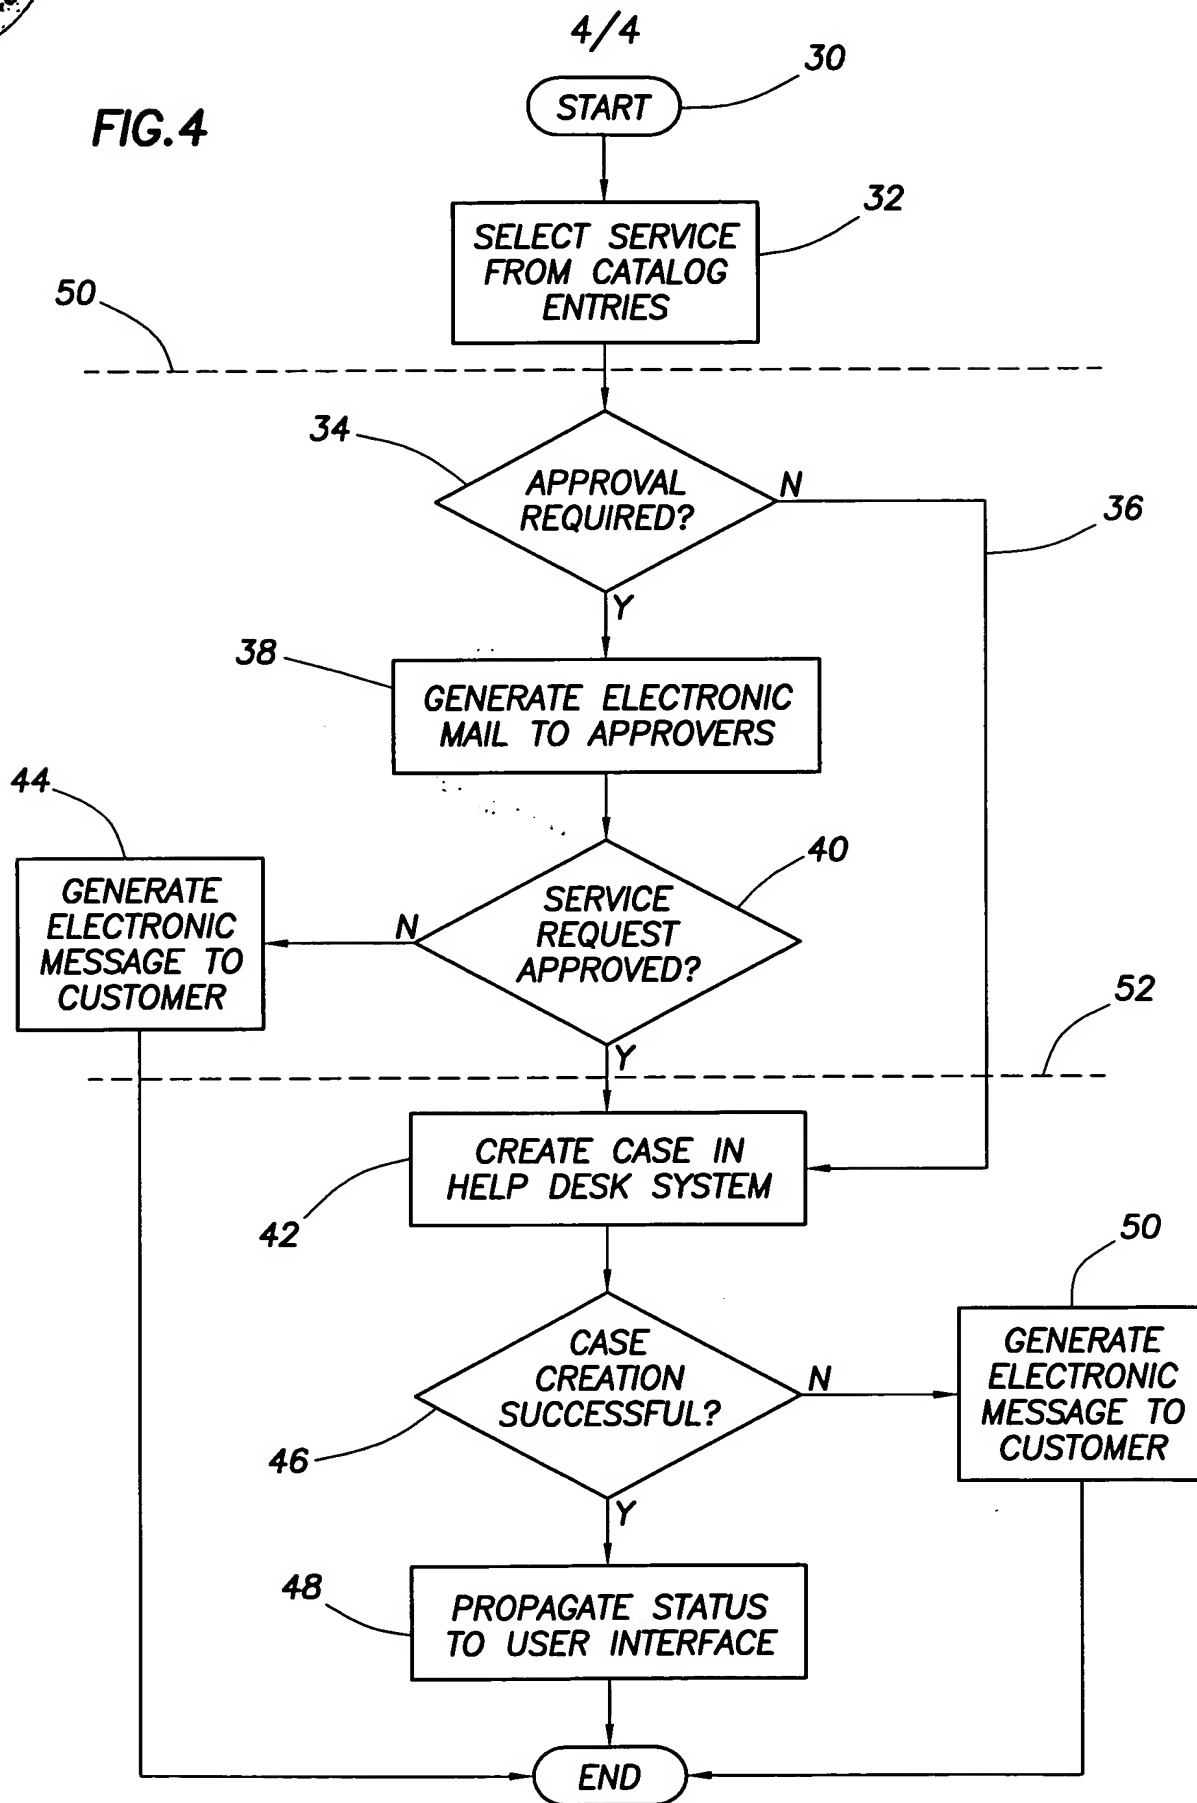 4/4
FIG.4
START
30
SELECT SERVICE
FROM CATALOG
ENTRIES
32
50
34
APPROVAL
REQUIRED?
N
36
Y
38
GENERATE ELECTRONIC
MAIL TO APPROVERS
44
GENERATE
ELECTRONIC
MESSAGE TO
CUSTOMER
N
SERVICE
REQUEST
APPROVED?
40
Y
52
CREATE CASE IN
HELP DESK SYSTEM
42
CASE
CREATION
SUCCESSFUL?
N
46
50
GENERATE
ELECTRONIC
MESSAGE TO
CUSTOMER
Y
48
PROPAGATE STATUS
TO USER INTERFACE
END